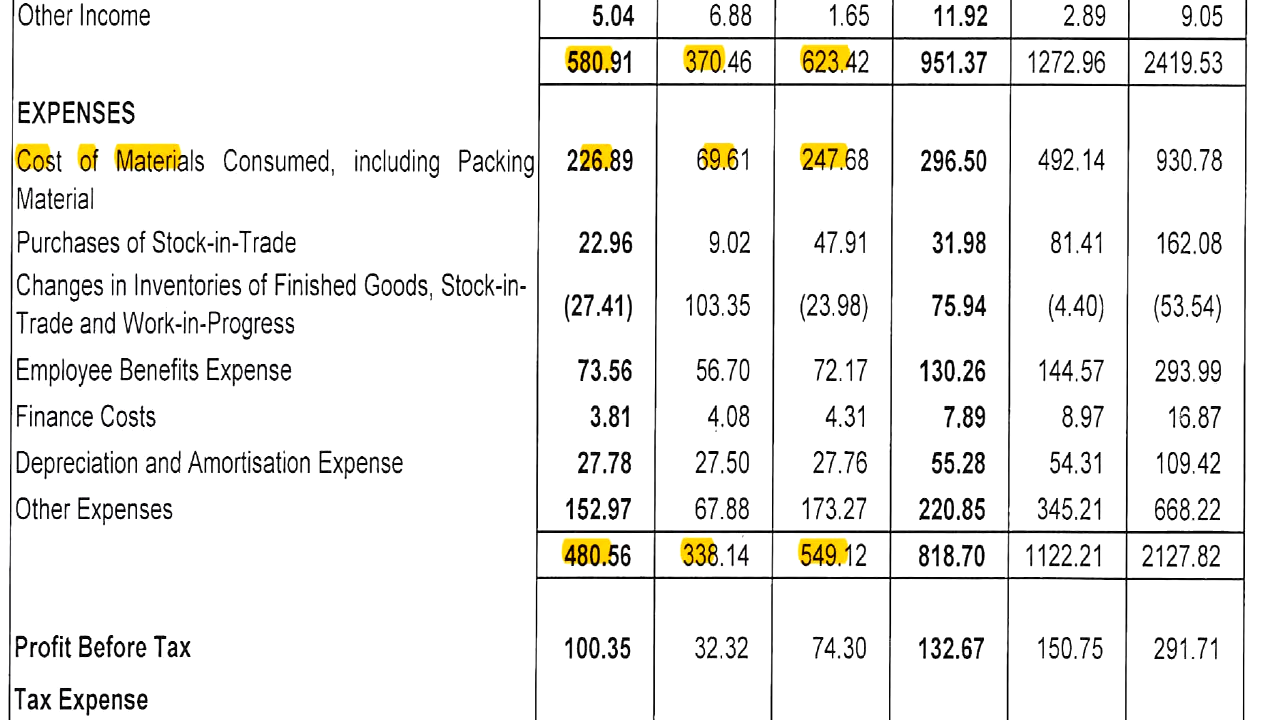 Other Income 5.04 6.88 1.65 11.92 2.89 9.05
580.91 370.46 623.42 951.37 1272.96 2419.53
EXPENSES
Cost of Materials Consumed, including Packing 226.89 69.61 247.68 296.50 492.14 930.78
Material
Purchases of Stock-in-Trade 22.96 9.02 47.91 31.98 81.41 162.08
Changes in Inventories of Finished Goods, Stock-in-
Trade and Work-in-Progress (27.41) 103.35 (23.98) 75.94 (4.40) (53.54)
Employee Benefits Expense 73.56 56.70 72.17 130.26 144.57 293.99
Finance Costs 3.81 4.08 4.31 7.89 8.97 16.87
Depreciation and Amortisation Expense 27.78 27.50 27.76 55.28 54.31 109.42
Other Expenses 152.97 67.88 173.27 220.85 345.21 668.22
480.56 338.14 549.12 818.70 1122.21 2127.82
Profit Before Tax 100.35 32.32 74.30 132.67 150.75 291.71
Tax Expense